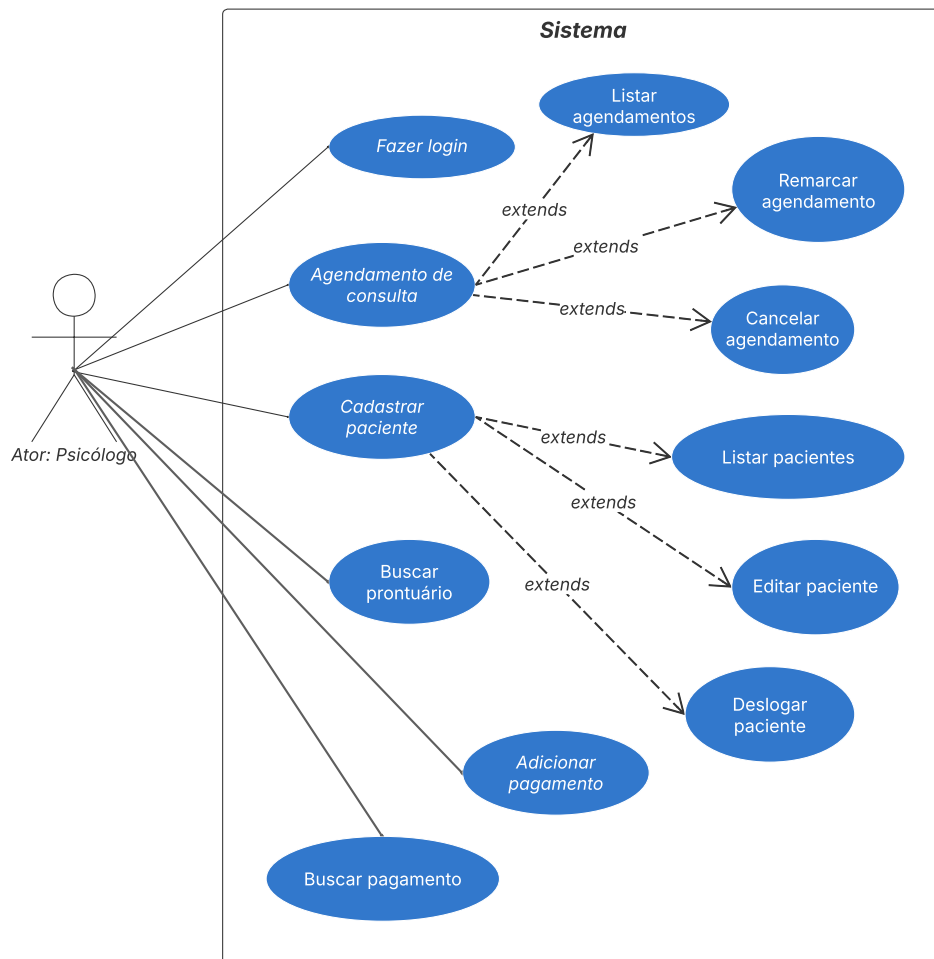 Sistema
Listar
agendamentos
Fazer login
Remarcar
agendamento
extends
extends
Agendamento de
consulta
extends
Cancelar
agendamento
Cadastrar
paciente
extends
Ator: Psicólogo
Listar pacientes
extends
Buscar
prontuário
extends
Editar paciente
Deslogar
paciente
Adicionar
pagamento
Buscar pagamento